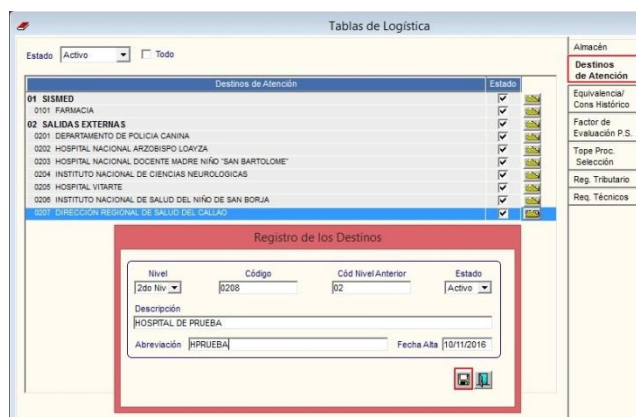 Tablas de Logística
Estado Activo Todo
Destinos de Atención Estado
01 SISMED
0101 FARMACIA
02 SALIDAS EXTERNAS
0201 DEPARTAMENTO DE POLICIA CANINA
0202 HOSPITAL NACIONAL ARZOBISPO LOAYZA
0203 HOSPITAL NACIONAL DOCENTE MADRE NIÑO "SAN BARTOLOME"
0204 INSTITUTO NACIONAL DE CIENCIAS NEUROLOGICAS
0205 HOSPITAL VITARTE
0206 INSTITUTO NACIONAL DE SALUD DEL NIÑO DE SAN BORJA
0207 DIRECCIÓN REGIONAL DE SALUD DEL CALLAO
Almacén
Destinos
de Atención
Equivalencia/
Cons Histórico
Factor de
Evaluación P.S.
Tope Proc.
Selección
Reg. Tributario
Req. Técnicos
Registro de los Destinos
Nivel Código Cód Nivel Anterior Estado
2do Niv 0208 02 Activo
Descripción
HOSPITAL DE PRUEBA
Abreviación HPRUEBA Fecha Alta 10/11/2016